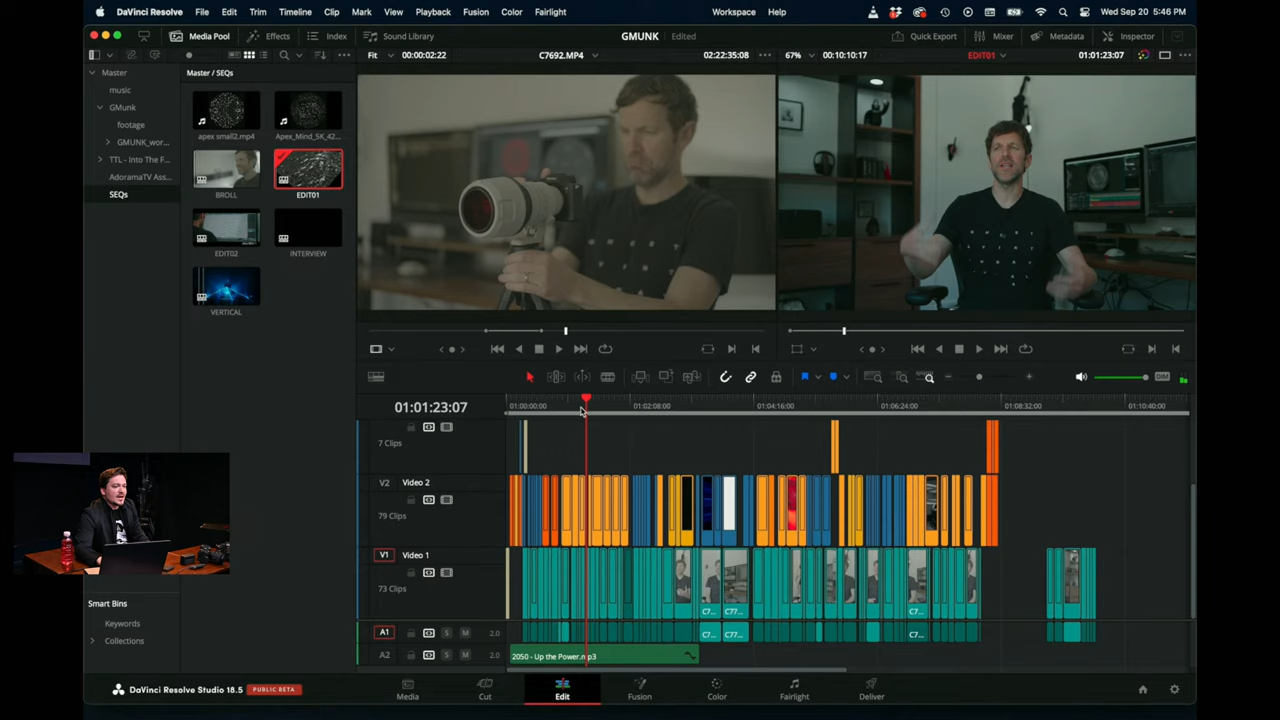 DaVinci Resolve File Edit Trim Timeline Clip Mark View Playback Fusion Color Fairlight Workspace Help Wed Sep 20 5:46 PM
Media Pool Effects Index Sound Library GMUNK Edited Quick Export Mixer Metadata Inspector
Fit 00:00:02:22 C7692.MP4 02:22:35:08 67% 00:10:10:17 EDIT01 01:01:23:07
Master Master / SEQs
music
GMunk
footage
GMUNK_wor...
TTL - Into The F...
AdoramaTV Ass...
SEQs
apex small2.mp4 Apex_Mind_5K_42...
BROLL EDIT01
EDIT02 INTERVIEW
VERTICAL
01:01:23:07
01:00:00:00 01:02:08:00 01:04:16:00 01:06:24:00 01:08:32:00 01:10:40:00
DIM
7 Clips
V2 Video 2
79 Clips
V1 Video 1
73 Clips
C7... C77... C7...
A1 S M 2.0 C7... C77... C7...
A2 S M 2.0 2050 - Up the Power.mp3
Smart Bins
Keywords
Collections
DaVinci Resolve Studio 18.5 PUBLIC BETA
Media Cut Edit Fusion Color Fairlight Deliver